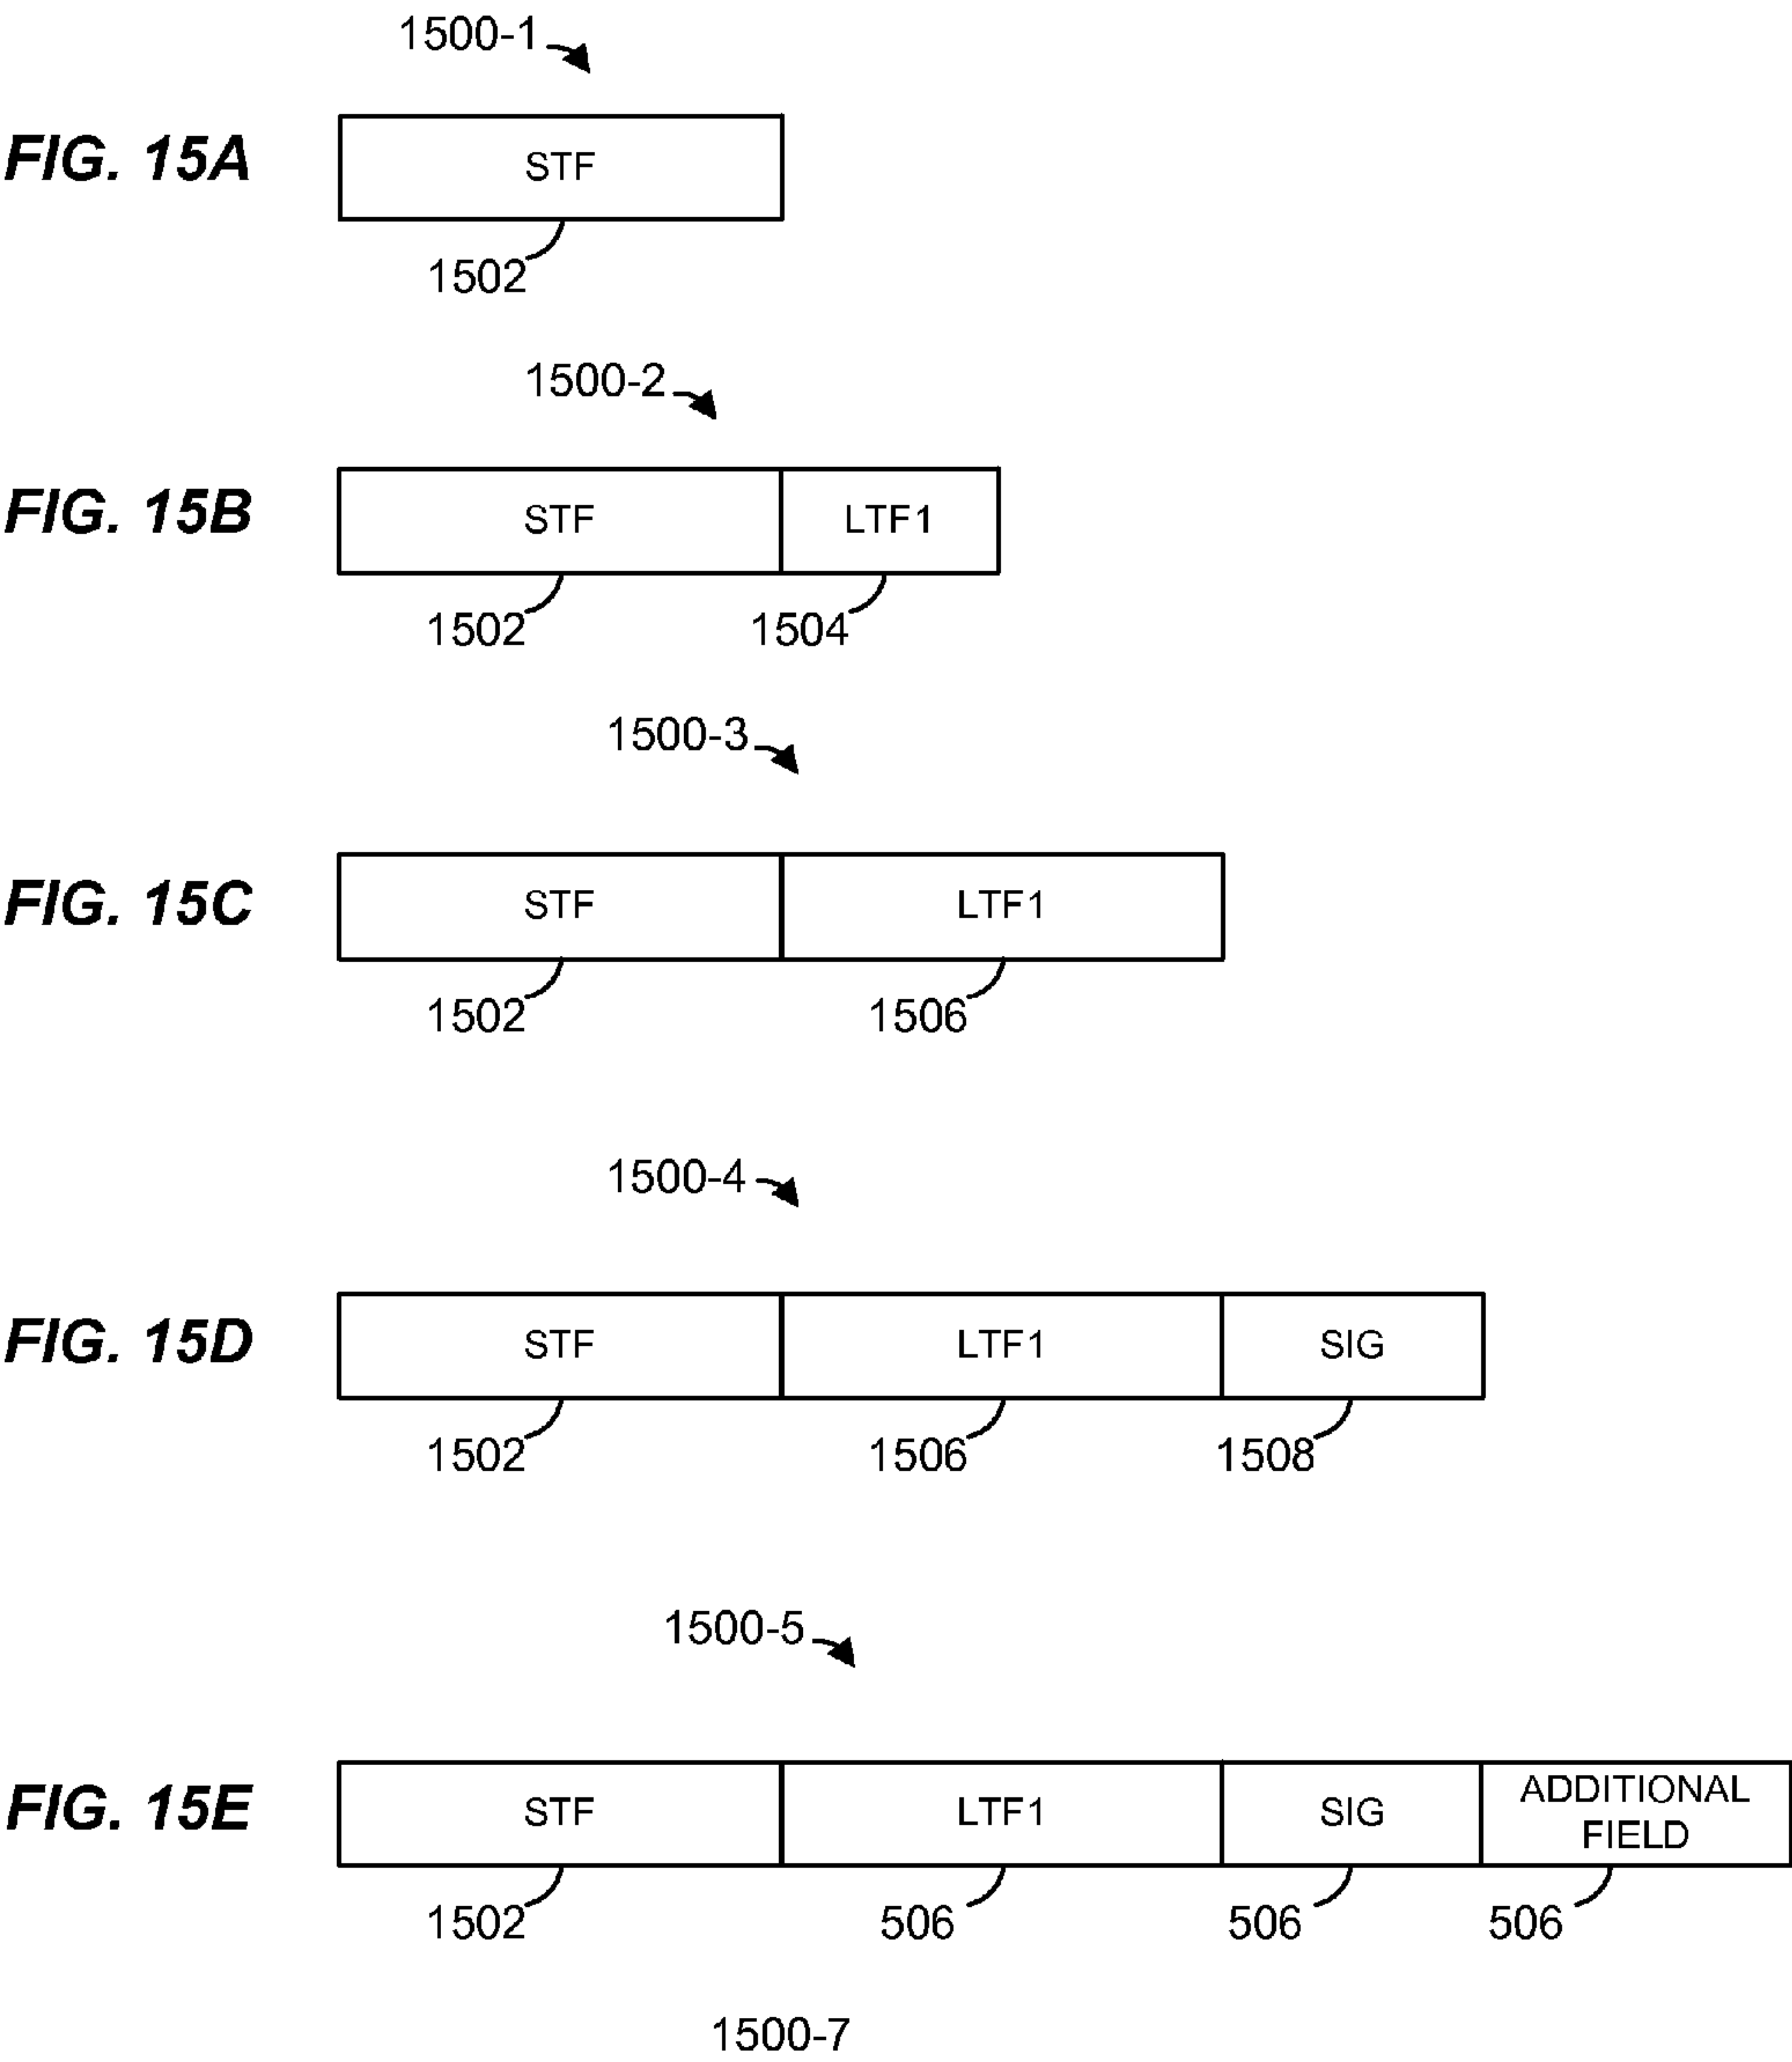 1500-1
FIG. 15A
STF
1502
1500-2
FIG. 15B
STF
LTF1
1502
1504
1500-3
FIG. 15C
STF
LTF1
1502
1506
1500-4
FIG. 15D
STF
LTF1
SIG
1502
1506
1508
1500-5
FIG. 15E
STF
LTF1
SIG
ADDITIONAL
FIELD
1502
506
506
506
1500-7